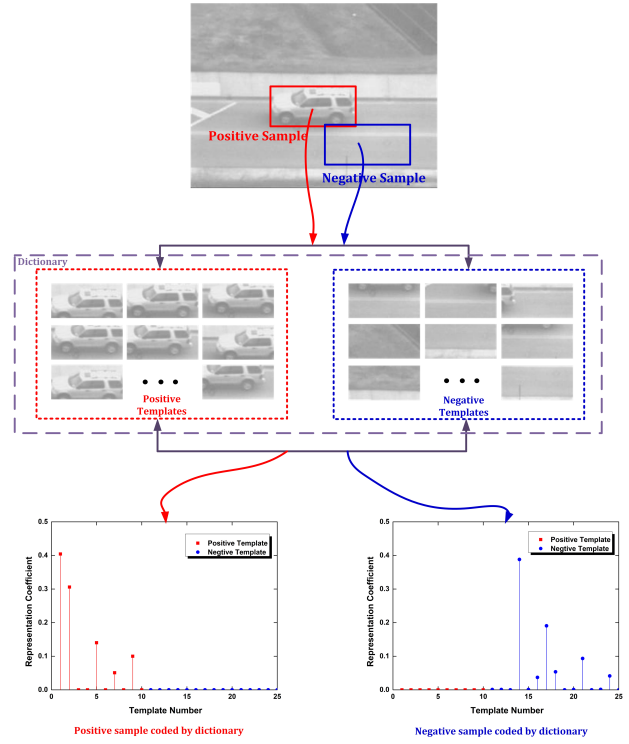 Positive Sample
Negative Sample
Dictionary
Positive
Templates
Negative
Templates
0.5
0.4
0.3
0.2
0.1
0.0
0
5
10
15
20
25
Representation Coefficient
Template Number
Positive Template
Negtive Template
Positive sample coded by dictionary
0.5
0.4
0.3
0.2
0.1
0.0
0
5
10
15
20
25
Representation Coefficient
Template Number
Positive Template
Negtive Template
Negative sample coded by dictionary